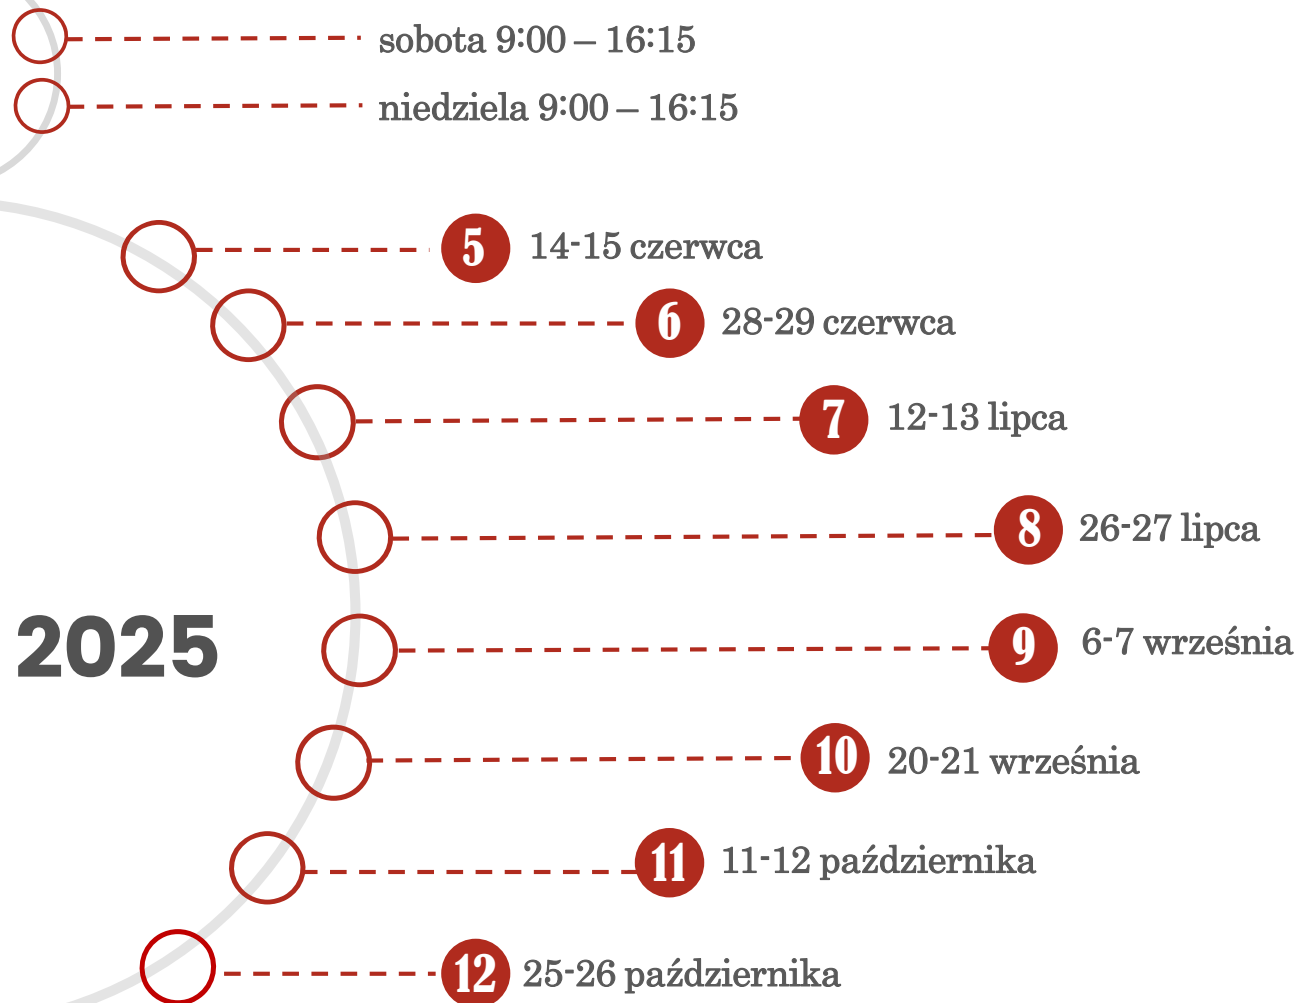 sobota 9:00 – 16:15
niedziela 9:00 – 16:15
5 14-15 czerwca
6 28-29 czerwca
7 12-13 lipca
8 26-27 lipca
2025
9 6-7 września
10 20-21 września
11 11-12 października
12 25-26 października